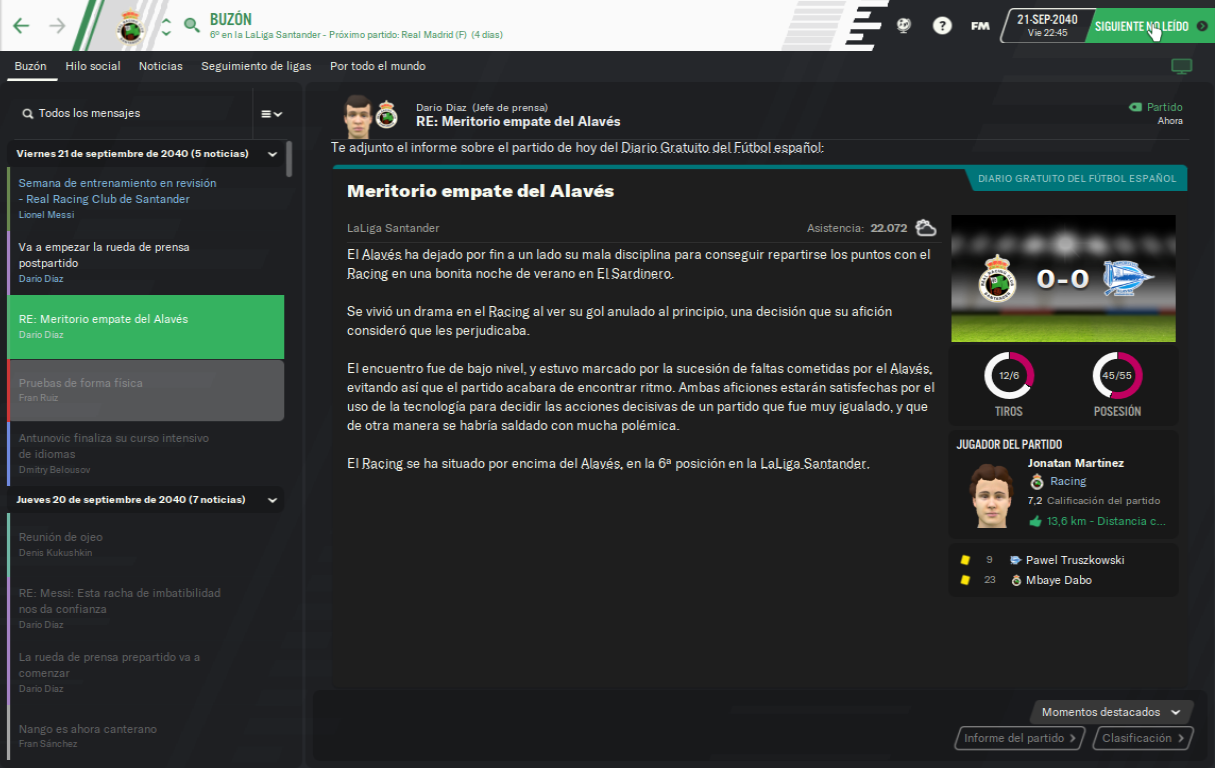 BUZÓN
6º en la LaLiga Santander - Próximo partido: Real Madrid (F) (4 días)
?
FM
21-SEP-2040
Vie 22:45
SIGUIENTE NO LEÍDO
Buzón
Hilo social
Noticias
Seguimiento de ligas
Por todo el mundo
Todos los mensajes
Viernes 21 de septiembre de 2040 (5 noticias)
Semana de entrenamiento en revisión
- Real Racing Club de Santander
Lionel Messi
Va a empezar la rueda de prensa
postpartido
Darío Díaz
RE: Meritorio empate del Alavés
Darío Díaz
Pruebas de forma física
Fran Ruiz
Antunovic finaliza su curso intensivo
de idiomas
Dmitry Belousov
Jueves 20 de septiembre de 2040 (7 noticias)
Reunión de ojeo
Denis Kukushkin
RE: Messi: Esta racha de imbatibilidad
nos da confianza
Darío Díaz
La rueda de prensa prepartido va a
comenzar
Darío Díaz
Nango es ahora canterano
Fran Sánchez
Darío Díaz (Jefe de prensa)
RE: Meritorio empate del Alavés
Partido
Ahora
Te adjunto el informe sobre el partido de hoy del Diario Gratuito del Fútbol español:
Meritorio empate del Alavés
DIARIO GRATUITO DEL FÚTBOL ESPAÑOL
LaLiga Santander
Asistencia: 22.072
El Alavés ha dejado por fin a un lado su mala disciplina para conseguir repartirse los puntos con el
Racing en una bonita noche de verano en El Sardinero.
Se vivió un drama en el Racing al ver su gol anulado al principio, una decisión que su afición
consideró que les perjudicaba.
El encuentro fue de bajo nivel, y estuvo marcado por la sucesión de faltas cometidas por el Alavés,
evitando así que el partido acabara de encontrar ritmo. Ambas aficiones estarán satisfechas por el
uso de la tecnología para decidir las acciones decisivas de un partido que fue muy igualado, y que
de otra manera se habría saldado con mucha polémica.
El Racing se ha situado por encima del Alavés, en la 6ª posición en la LaLiga Santander.
0-0
12/6
TIROS
45/55
POSESIÓN
JUGADOR DEL PARTIDO
Jonatan Martínez
Racing
7,2 Calificación del partido
13,6 km - Distancia c...
9 Pawel Truszkowski
23 Mbaye Dabo
Momentos destacados
Informe del partido
Clasificación